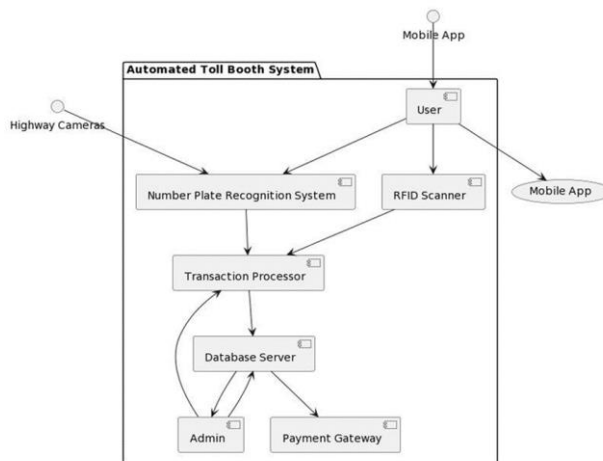 Mobile App
Automated Toll Booth System
User
Highway Cameras
Number Plate Recognition System
RFID Scanner
Mobile App
Transaction Processor
Database Server
Admin
Payment Gateway